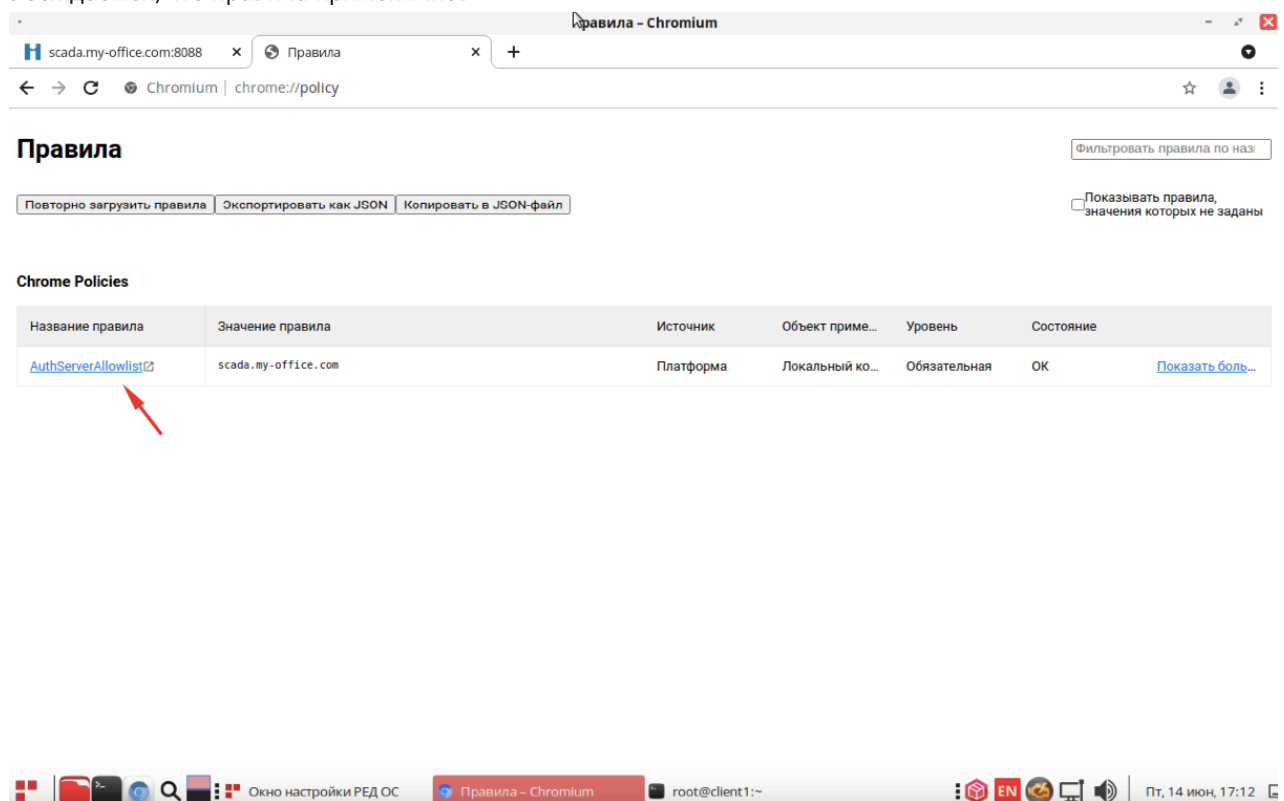 Правила – Chromium
scada.my-office.com:8088
Правила
Chromium | chrome://policy
Правила
Фильтровать правила по назв
Повторно загрузить правила Экспортировать как JSON Копировать в JSON-файл
Показывать правила,
значения которых не заданы
Chrome Policies
Название правила Значение правила Источник Объект приме... Уровень Состояние
AuthServerAllowlist scada.my-office.com Платформа Локальный ко... Обязательная OK Показать боль...
Окно настройки РЕД ОС Правила – Chromium root@client1:~ EN Пт, 14 июн, 17:12